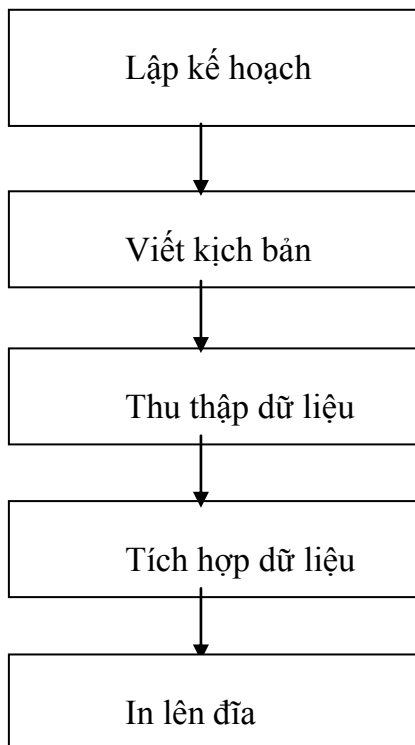 Lập kế hoạch
Viết kịch bản
Thu thập dữ liệu
Tích hợp dữ liệu
In lên đĩa